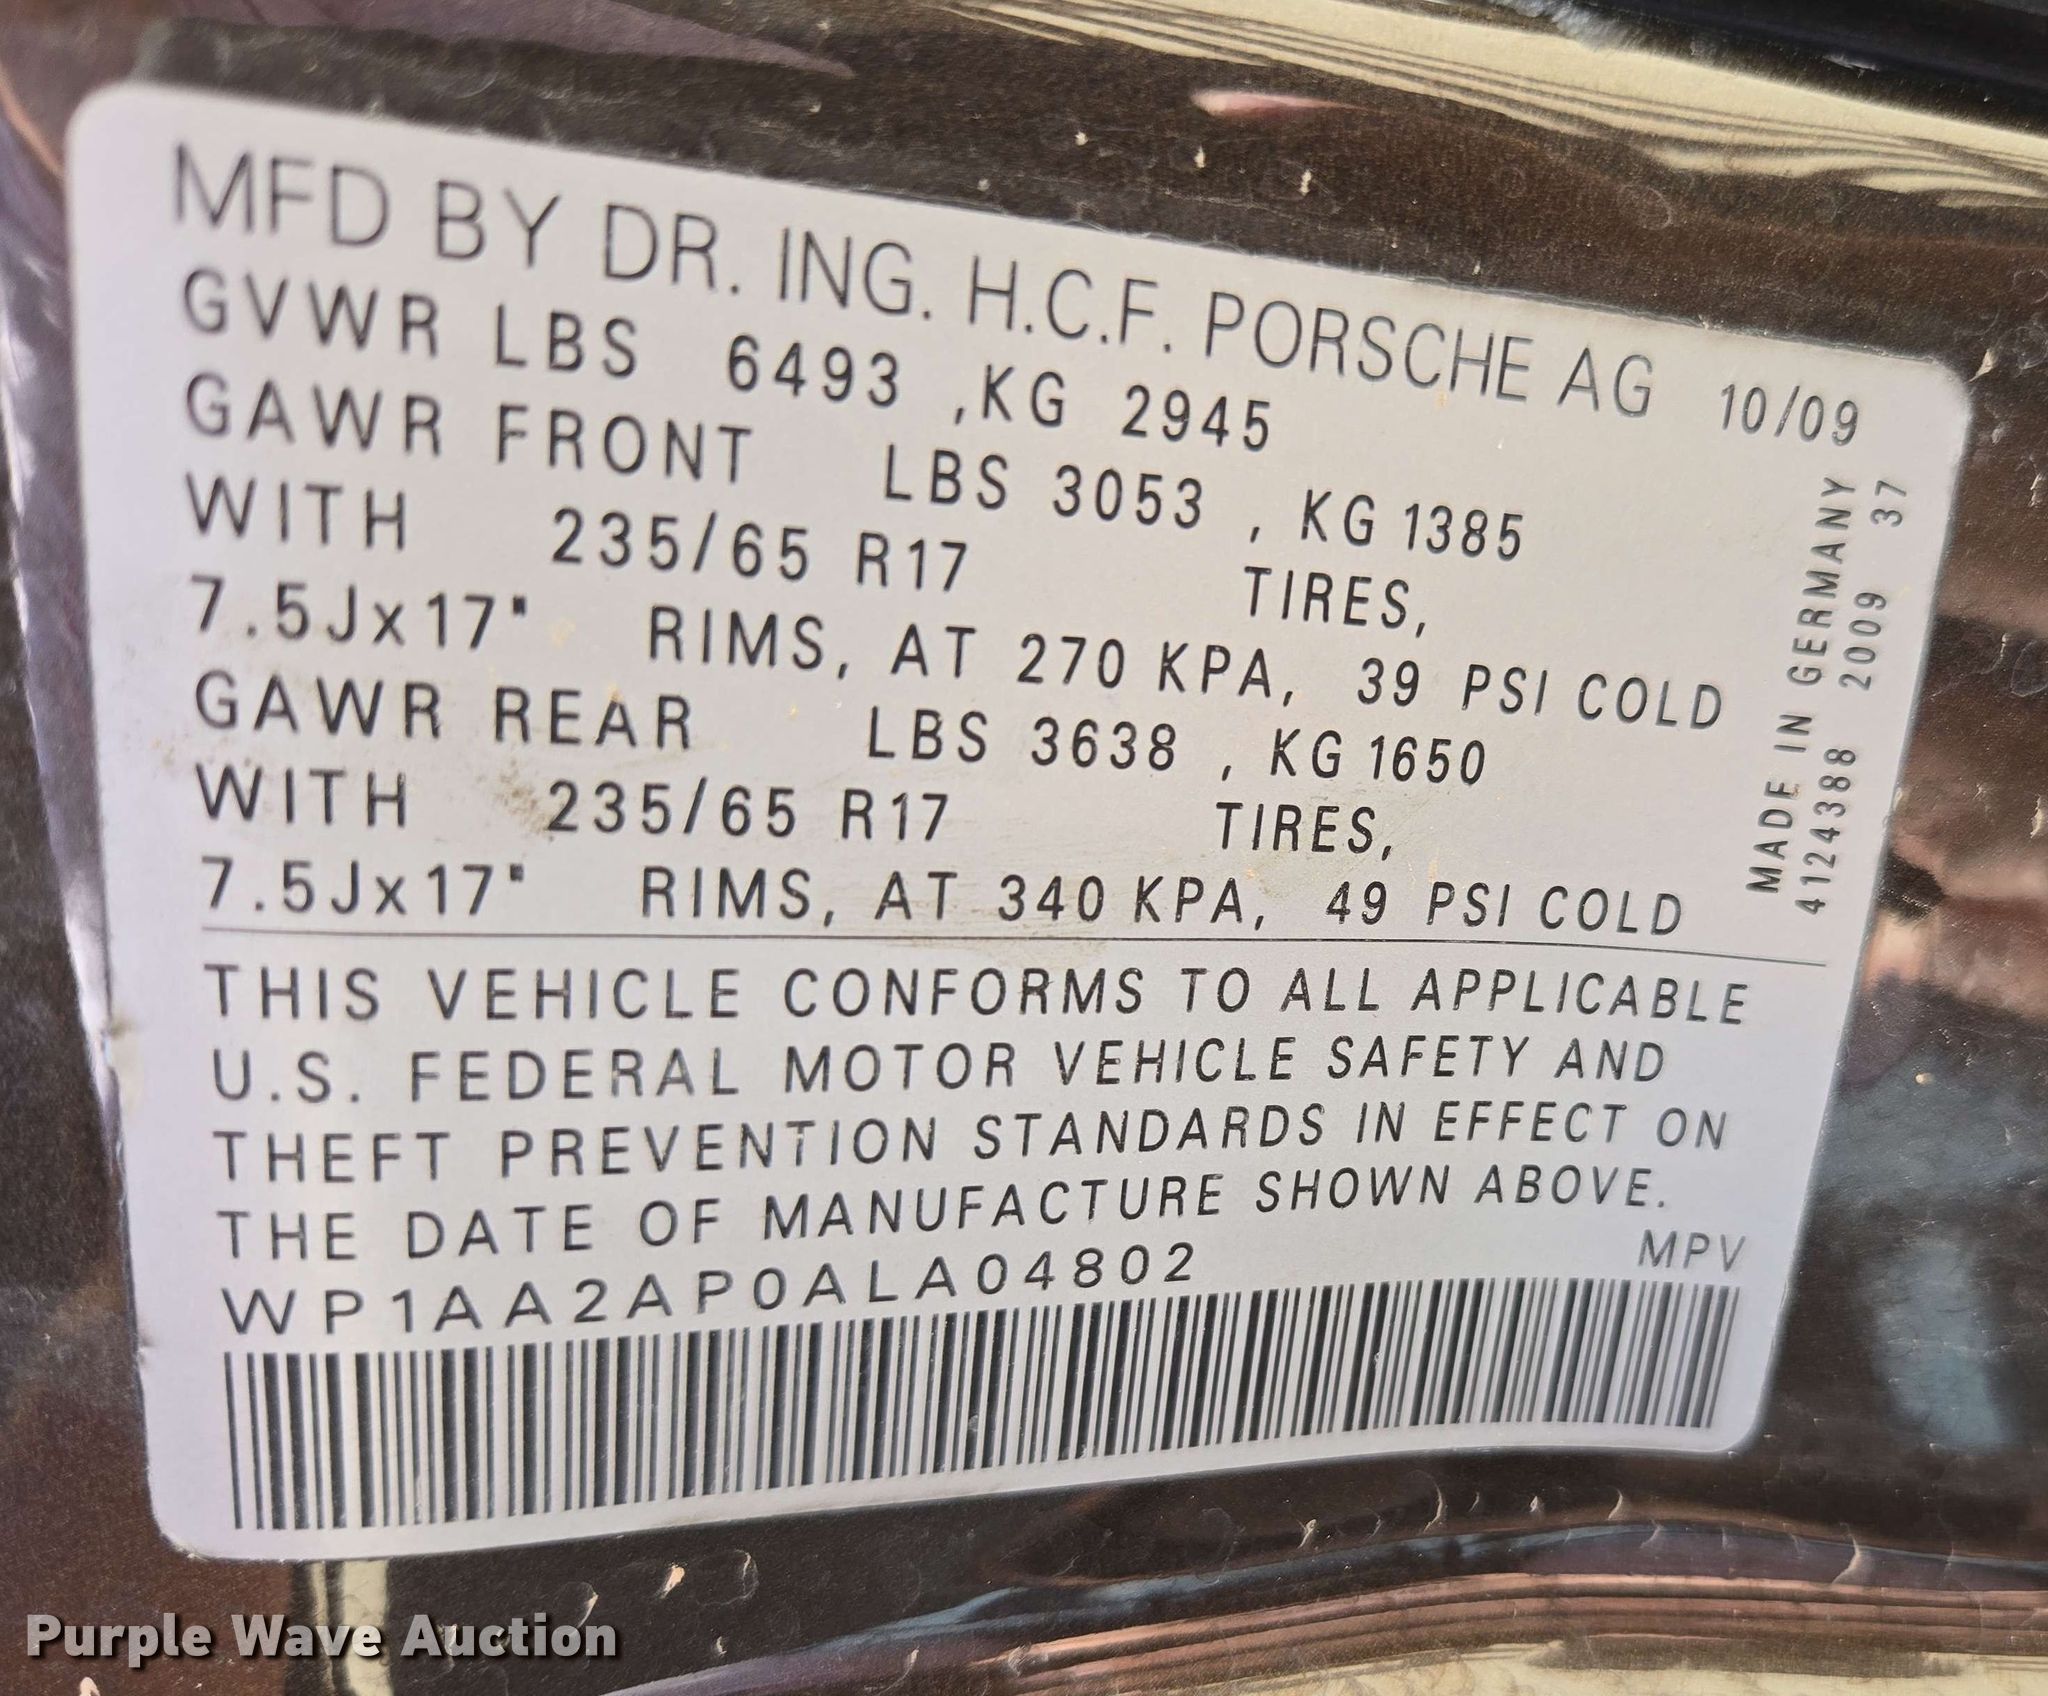 MFD BY DR. ING. H.C.F. PORSCHE AG 10/09
GVWR LBS 6493 ,KG 2945
GAWR FRONT LBS 3053 , KG 1385
WITH 235/65 R17 TIRES,
7.5Jx17" RIMS, AT 270 KPA, 39 PSI COLD
GAWR REAR LBS 3638 , KG 1650
WITH 235/65 R17 TIRES,
7.5Jx17" RIMS, AT 340 KPA, 49 PSI COLD
MADE IN GERMANY
4124388 2009 37
THIS VEHICLE CONFORMS TO ALL APPLICABLE
U.S. FEDERAL MOTOR VEHICLE SAFETY AND
THEFT PREVENTION STANDARDS IN EFFECT ON
THE DATE OF MANUFACTURE SHOWN ABOVE.
WP1AA2AP0ALA04802 MPV
Purple Wave Auction